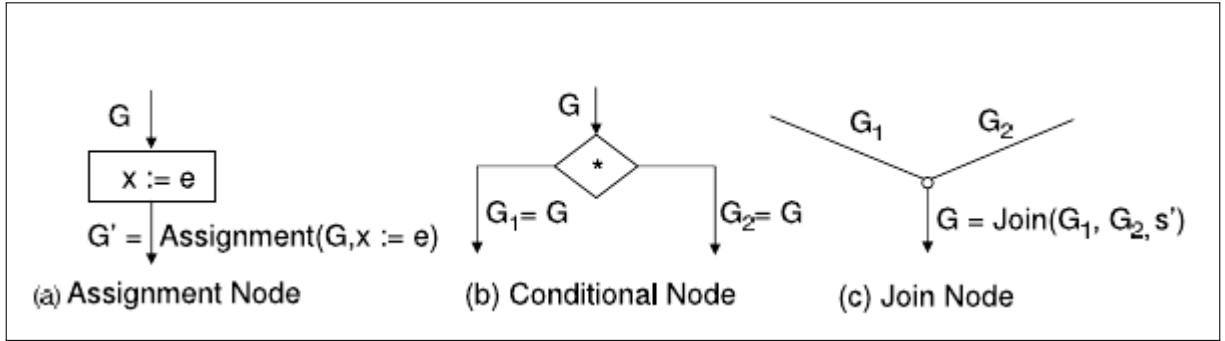 G
x := e
G' = Assignment(G,x := e)
(a) Assignment Node
G
*
G₁= G
G₂= G
(b) Conditional Node
G₁
G₂
G = Join(G₁, G₂, s')
(c) Join Node